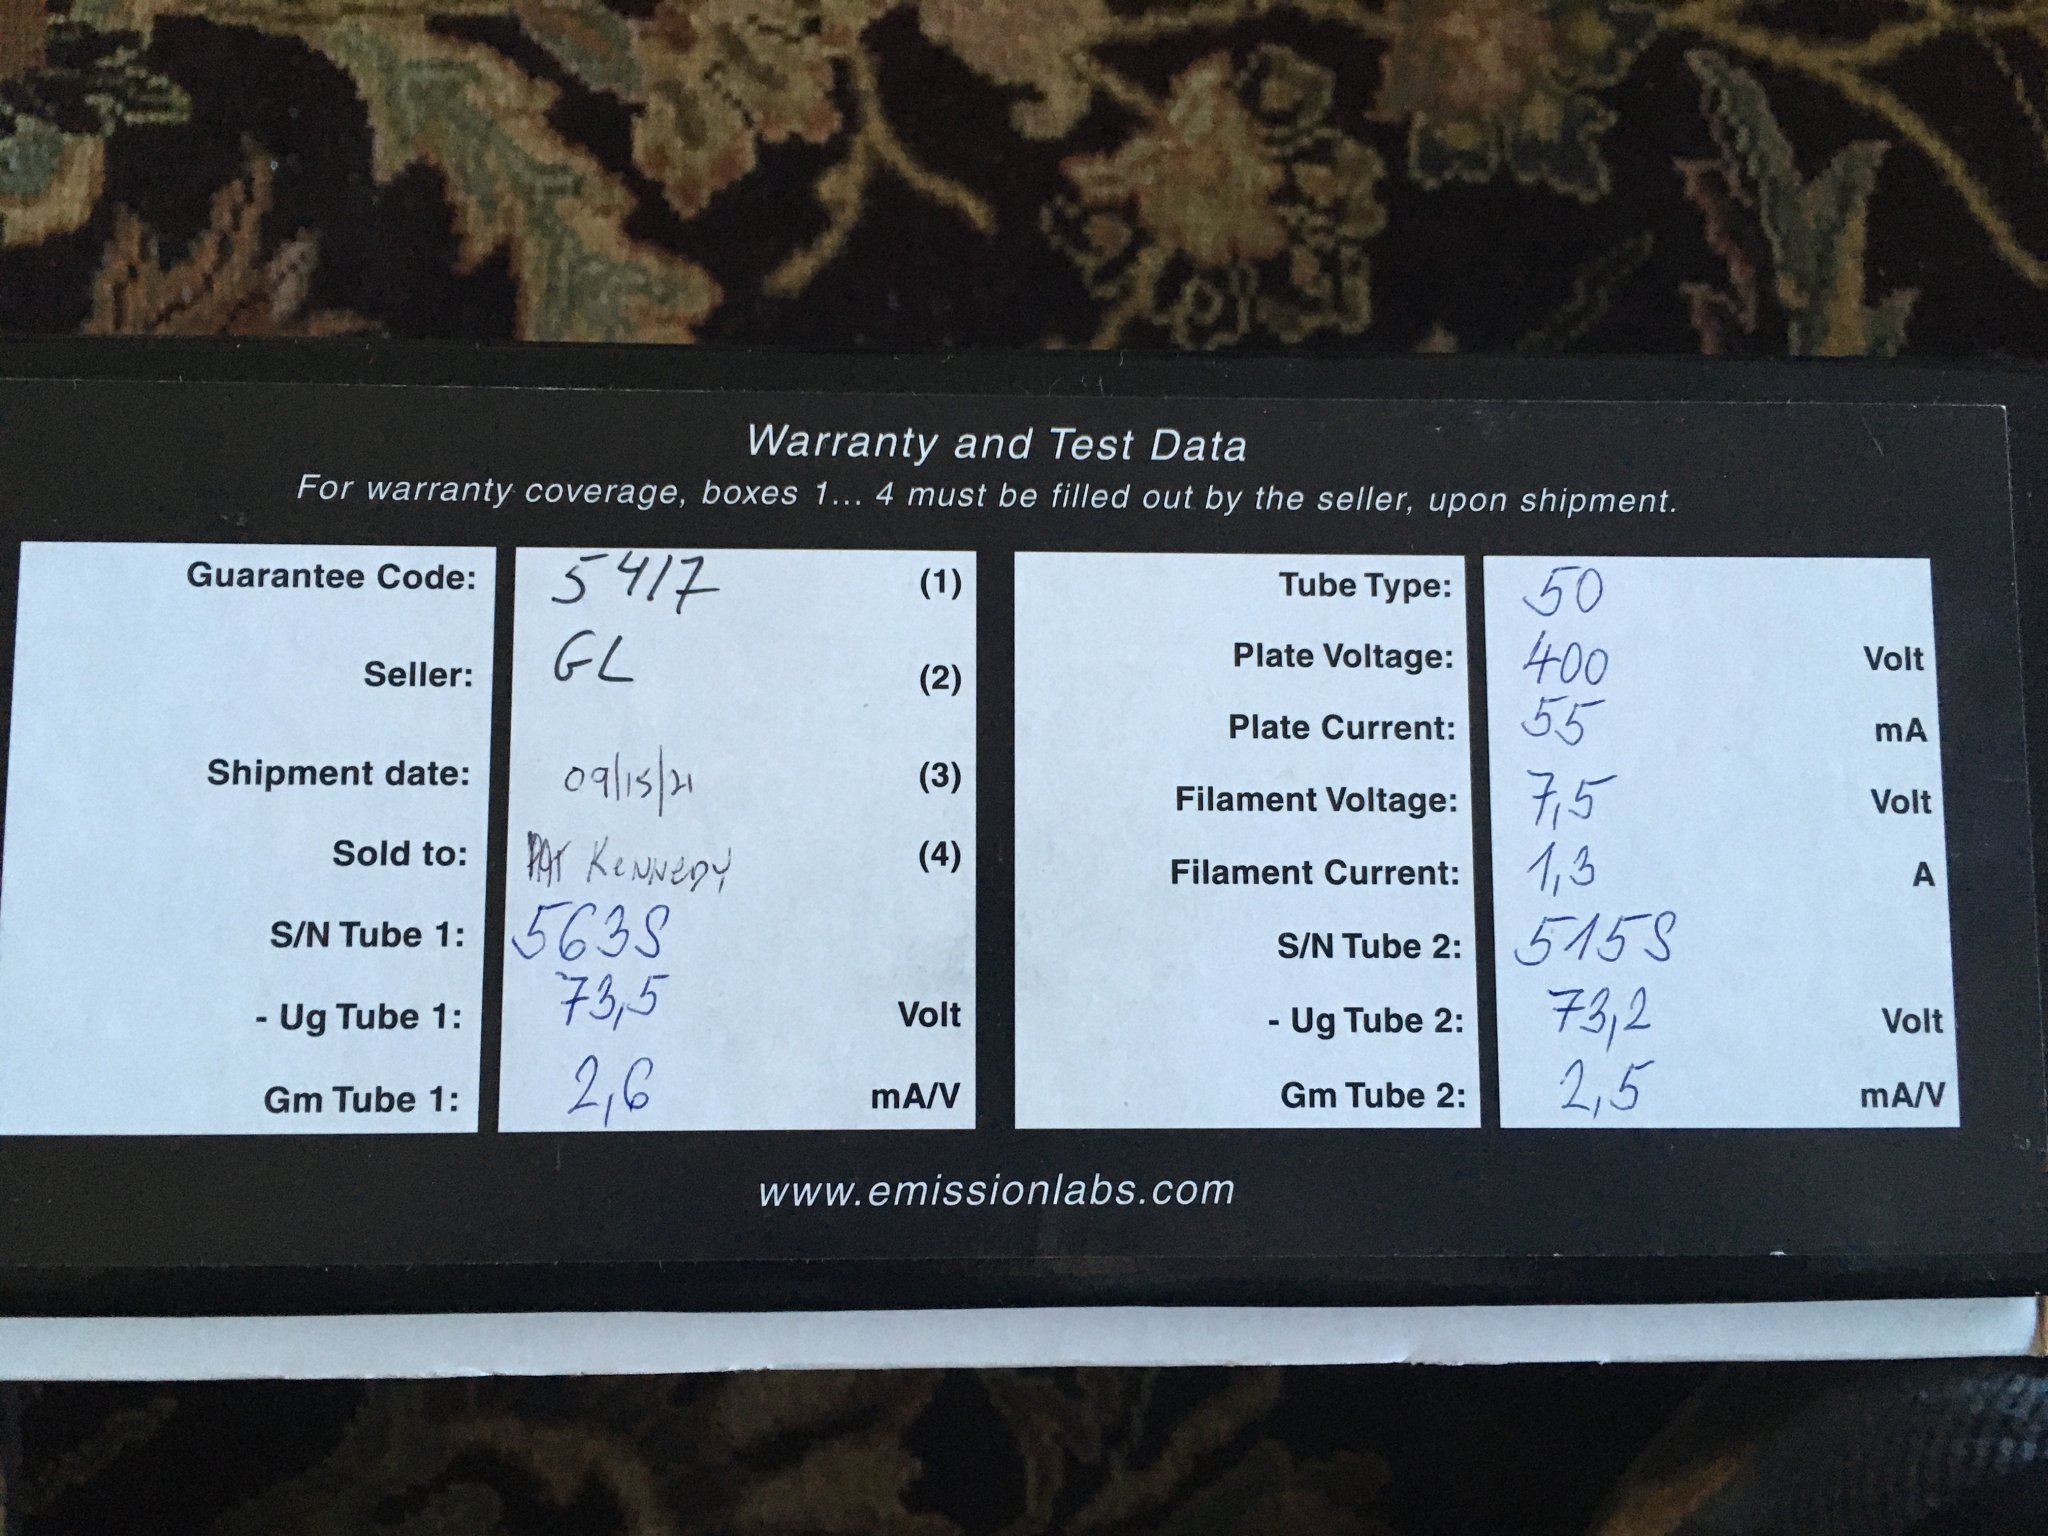 Warranty and Test Data
For warranty coverage, boxes 1... 4 must be filled out by the seller, upon shipment.
Guarantee Code: 5417 (1)
Seller: GL (2)
Shipment date: 09/15/21 (3)
Sold to: PAT KENNEDY (4)
S/N Tube 1: 563S
- Ug Tube 1: 73,5 Volt
Gm Tube 1: 2,6 mA/V
Tube Type: 50
Plate Voltage: 400 Volt
Plate Current: 55 mA
Filament Voltage: 7,5 Volt
Filament Current: 1,3 A
S/N Tube 2: 515S
- Ug Tube 2: 73,2 Volt
Gm Tube 2: 2,5 mA/V
www.emissionlabs.com